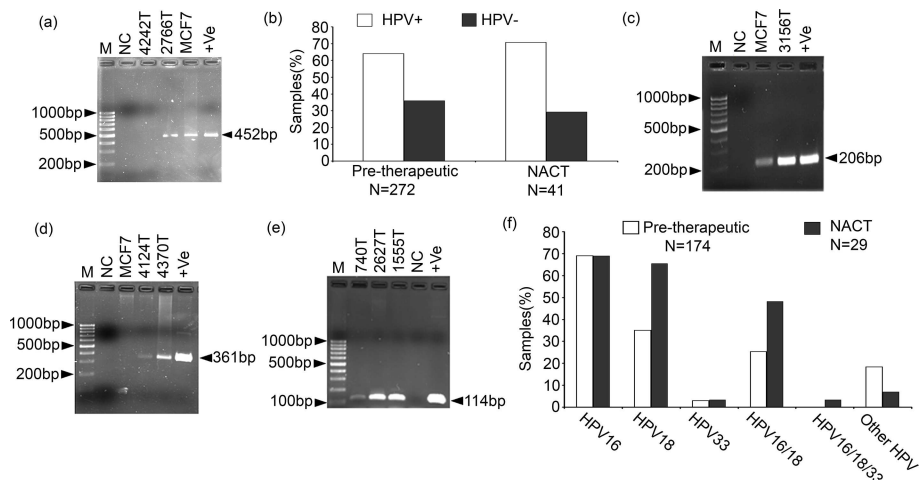 (a)
M
NC
4242T
2766T
MCF7
+Ve
1000bp
500bp
200bp
452bp
(b)
HPV+
HPV-
Samples(%)
80
70
60
50
40
30
20
10
0
Pre-therapeutic
N=272
NACT
N=41
(c)
M
NC
MCF7
3156T
+Ve
1000bp
500bp
200bp
206bp
(d)
M
NC
MCF7
4124T
4370T
+Ve
1000bp
500bp
200bp
361bp
(e)
M
740T
2627T
1555T
NC
+Ve
1000bp
500bp
100bp
114bp
(f)
Pre-therapeutic
N=174
NACT
N=29
Samples(%)
80
70
60
50
40
30
20
10
0
HPV16
HPV18
HPV33
HPV16/18
HPV16/18/33
Other HPV